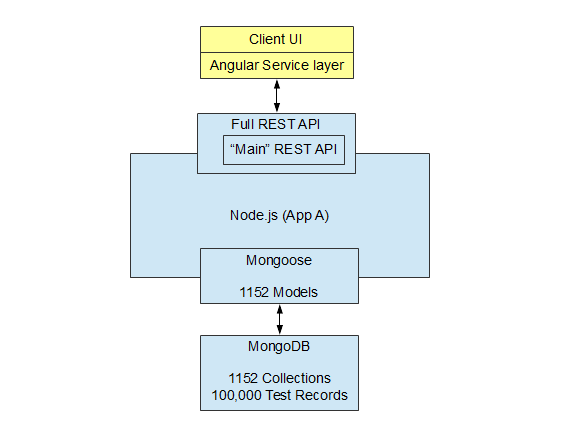 Client UI
Angular Service layer
Full REST API
“Main” REST API
Node.js (App A)
Mongoose
1152 Models
MongoDB
1152 Collections
100,000 Test Records